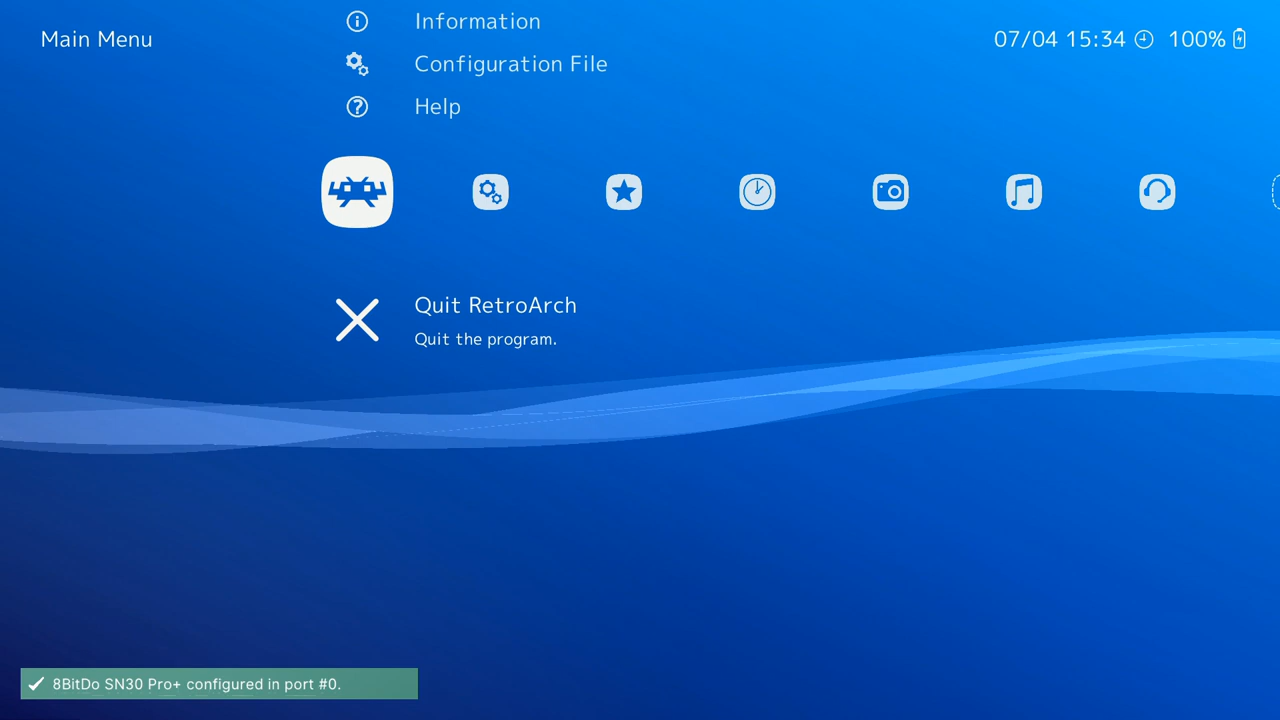 Information
Main Menu
07/04 15:34 100%
Configuration File
Help
Quit RetroArch
Quit the program.
8BitDo SN30 Pro+ configured in port #0.